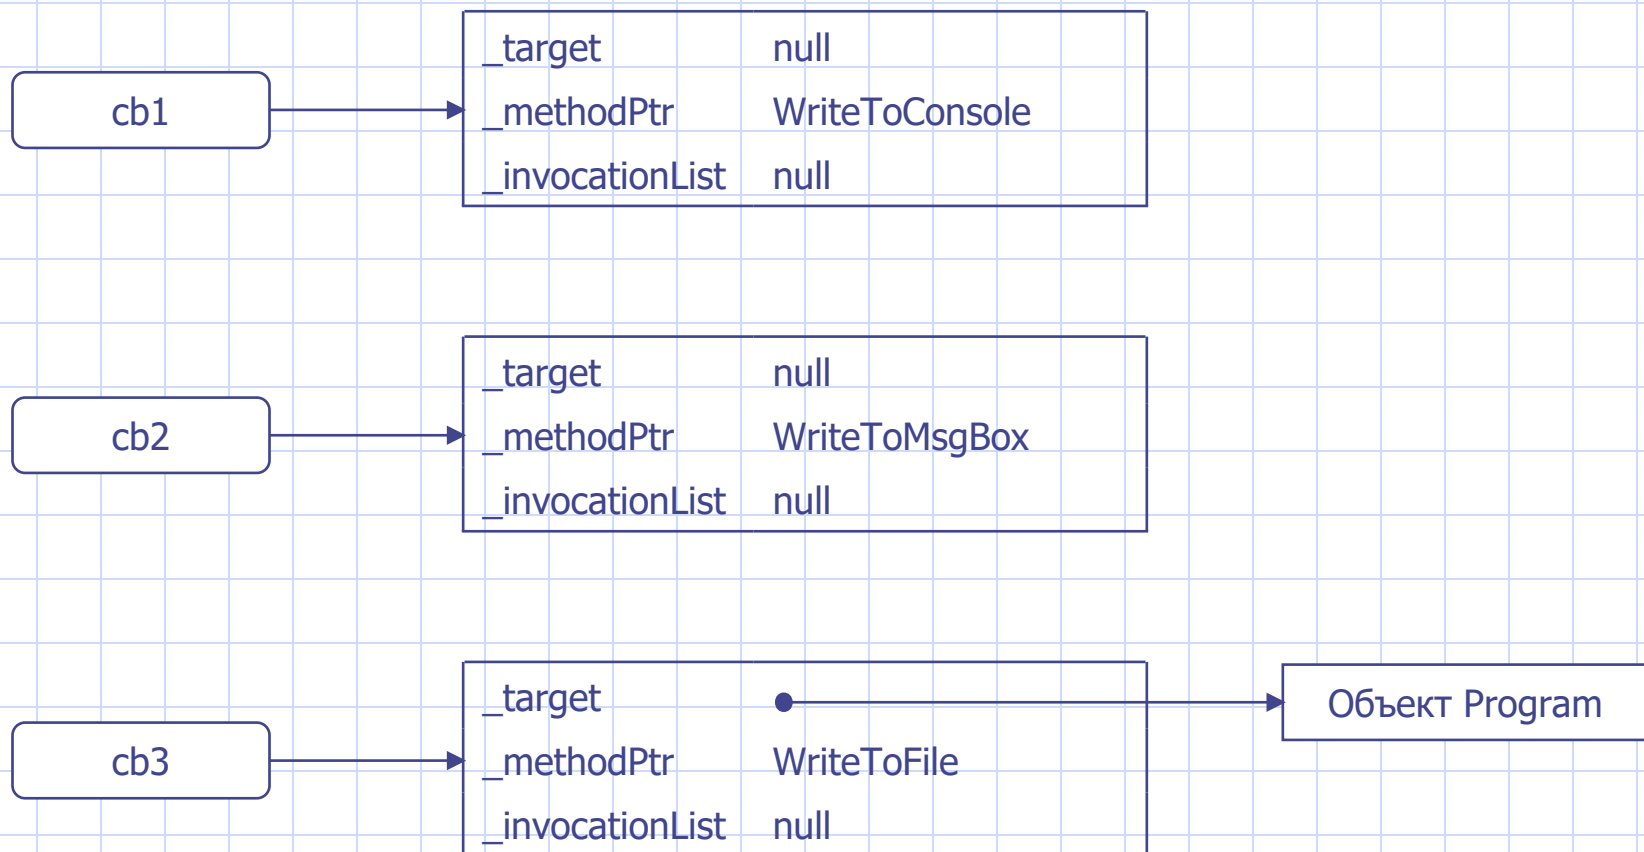 _target null
cb1
_methodPtr WriteToConsole
_invocationList null
_target null
cb2
_methodPtr WriteToMsgBox
_invocationList null
_target
Объект Program
cb3
_methodPtr WriteToFile
_invocationList null